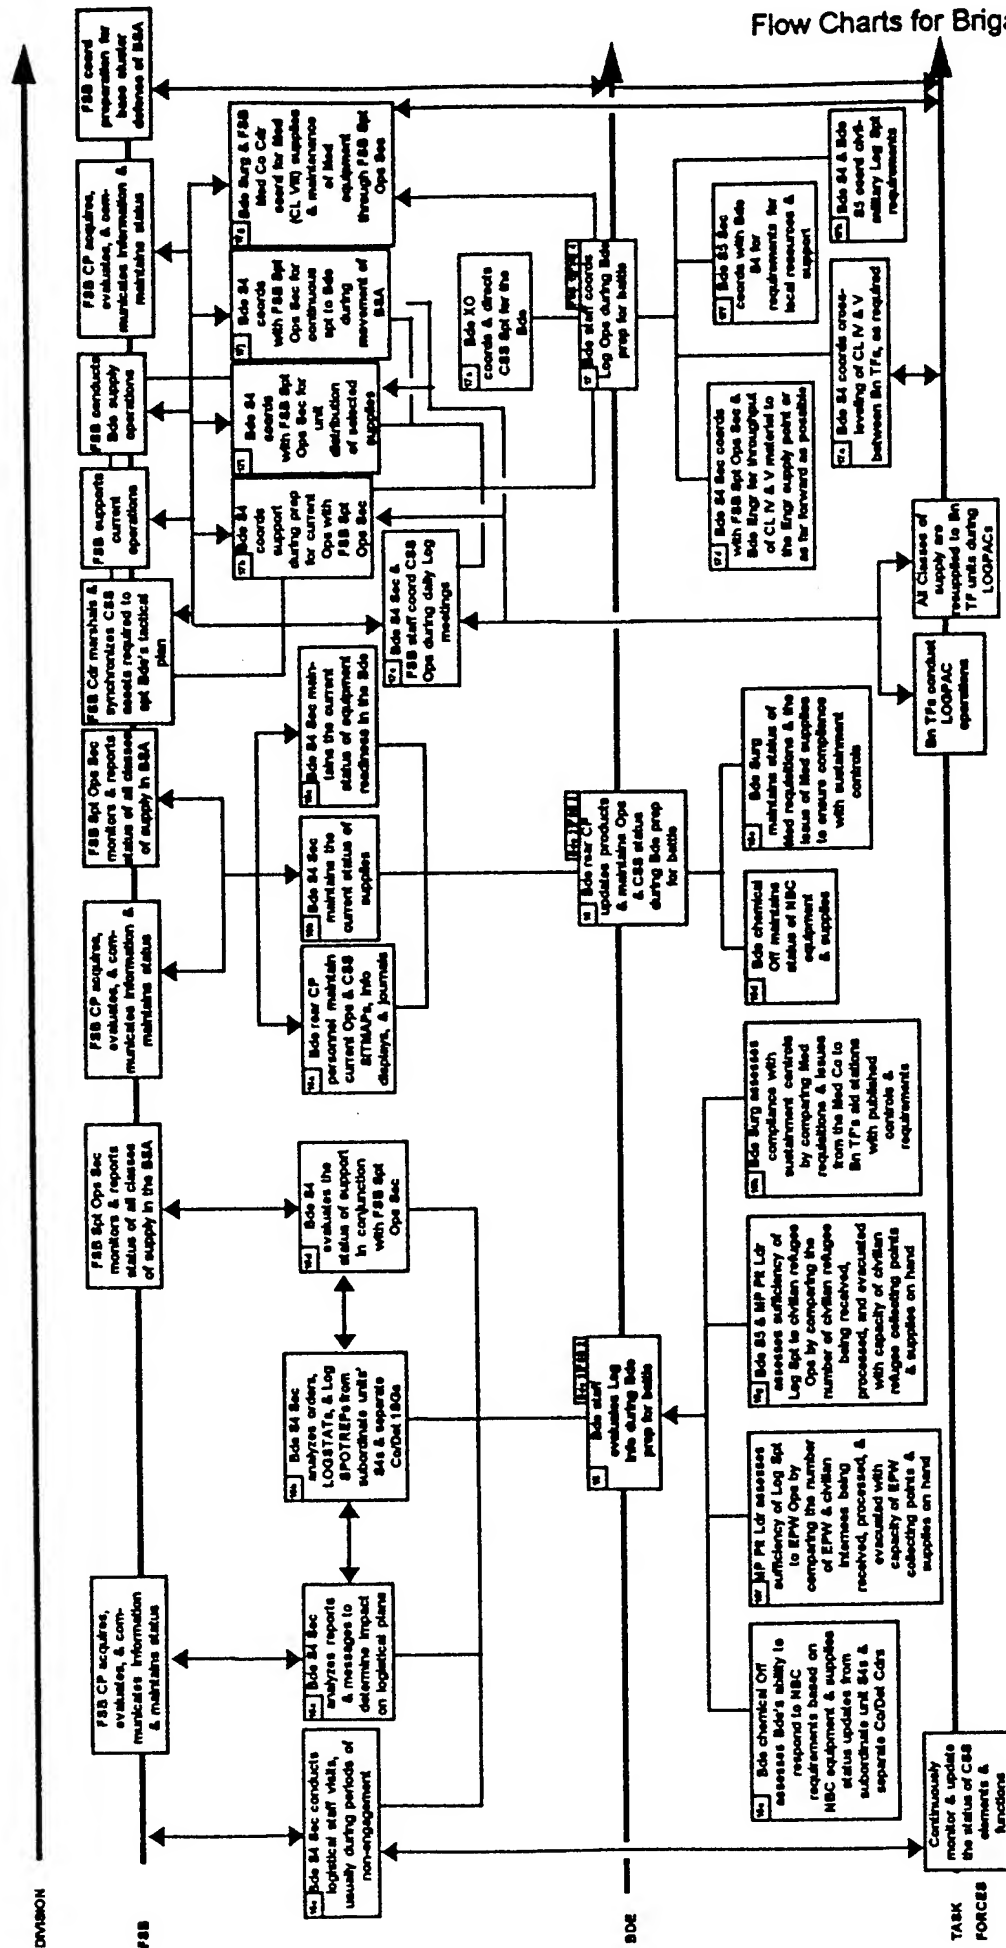 Flow Charts for Briga
DIVISION
FSB
FSB CP acquires,
evaluates, & com-
municates information
& maintains status
FSB Spt Ops Sec
monitors & reports
status of all classes
of supply in the BSA
FSB CP acquires,
evaluates, & com-
municates information &
maintains status
FSB Spt Ops Sec
monitors & reports
status of all classes
of supply in BSA
FSB Cdr marshals &
synchronizes CSS
assets required to
spt Bde's tactical
plan
FSB supports
current
operations
FSB conducts
Bde supply
operations
FSB CP acquires,
evaluates, & com-
municates information &
maintains status
FSB coord
preparation for
base cluster
defense of BSA
Bde S4 Sec conducts
logistical staff visits,
usually during periods of
non-engagement
Bde S4 Sec
analyzes reports
& messages to
determine impact
on logistical plans
Bde S4 Sec
analyzes orders,
LOGSTATs, & Log
SPOTREPs from
subordinate units'
S4s & separate
Co/Det 1SGs
Bde S4
evaluates the
status of support
in conjunction
with FSB Spt
Ops Sec
Bde rear CP
personnel maintain
current Ops & CSS
SITMAPs, info
displays, & journals
Bde S4 Sec
maintains the
current status of
supplies
Bde S4 Sec main-
tains the current
status of equipment
readiness in the Bde
17c Bde S4 Sec &
FSB staff coord CSS
Ops during daily Log
meetings
17h Bde S4
coords
support
during prep
for current
Ops with
FSB Spt
Ops Sec
17i Bde S4
coords
with FSB Spt
Ops Sec for
unit
distribution
of selected
supplies
17j Bde S4
coords
with FSB Spt
Ops Sec for
continuous
spt to Bde
during
movement of
BSA
Bde Surg & FSB
Med Co Cdr
coord for Med
(CL VIII) supplies
& maintenance
of Med
equipment
through FSB Spt
Ops Sec
BDE
Bde staff
evaluates Log
info during Bde
prep for battle
Bde rear CP
updates products
& maintains Ops
& CSS status
during Bde prep
for battle
17a Bde XO
coords & directs
CSS Spt for the
Bde
17 Bde staff coords
Log Ops during Bde
prep for battle
Bde chemical Off
assesses Bde's ability to
respond to NBC
requirements based on
NBC equipment & supplies
status updates from
subordinate unit S4s &
separate Co/Det Cdrs
MP Plt Ldr assesses
sufficiency of Log Spt
to EPW Ops by
comparing the number
of EPW & civilian
internees being
received, processed, &
evacuated with
capacity of EPW
collecting points &
supplies on hand
Bde S5 & MP Plt Ldr
assesses sufficiency of
Log Spt to civilian refugee
Ops by comparing the
number of civilian refugee
being received,
processed, and evacuated
with capacity of civilian
refugee collecting points
& supplies on hand
Bde Surg assesses
compliance with
sustainment controls
by comparing Med
requisitions & issues
from the Med Co to
Bn TF's aid stations
with published
controls &
requirements
Bde chemical
Off maintains
status of NBC
equipment
& supplies
Bde Surg
maintains status of
Med requisitions & the
issue of Med supplies
to ensure compliance
with sustainment
controls
17d Bde S4 Sec coords
with FSB Spt Ops Sec &
Bde Engr for throughput
of CL IV & V material to
the Engr supply point or
as far forward as possible
Bde S4 coords cross-
leveling of CL IV & V
between Bn TFs, as required
Bde S5 Sec
coords with Bde
S4 for
requirements for
local resources &
support
Bde S4 & Bde
S5 coord civil-
military Log Spt
requirements
TASK
FORCES
Continuously
monitor & update
the status of CSS
elements &
functions
Bn TFs conduct
LOGPAC
operations
All Classes of
supply are
resupplied to Bn
TF units during
LOGPACs